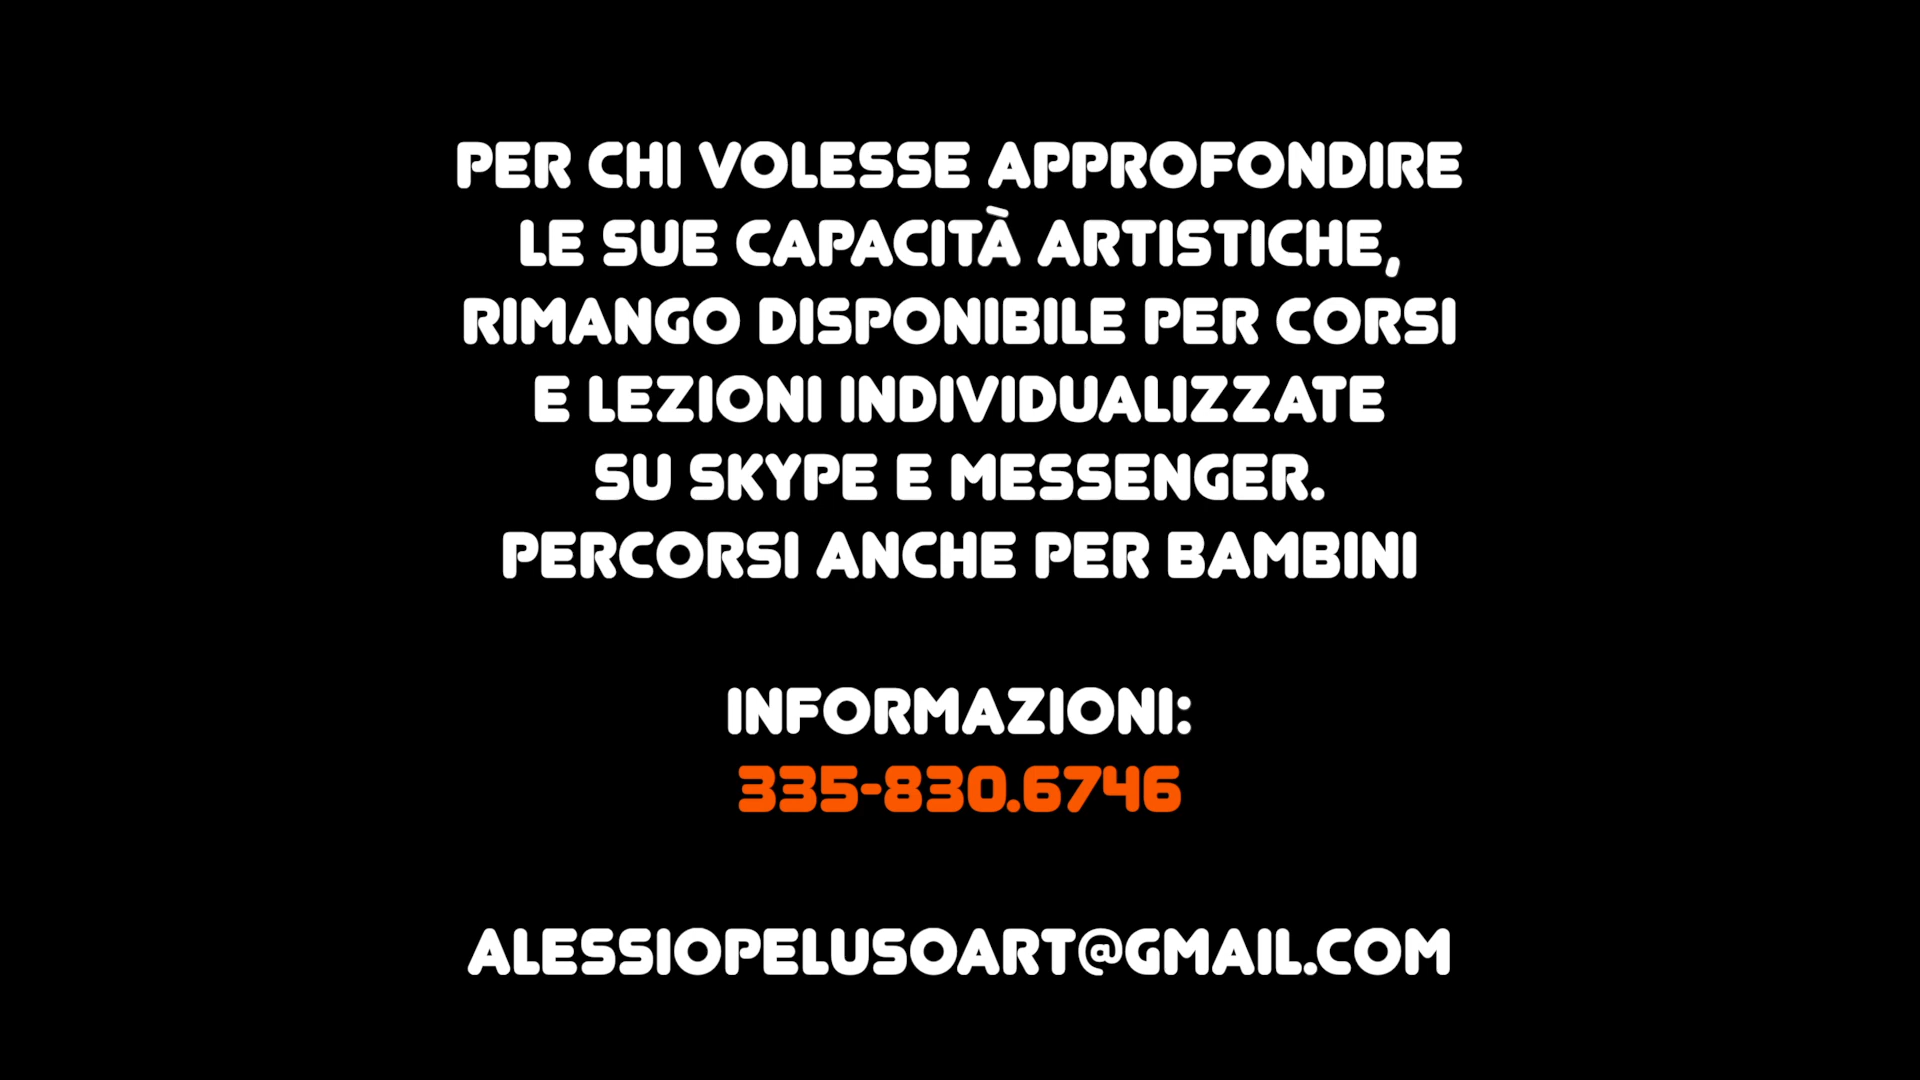 PER CHI VOLESSE APPROFONDIRE
LE SUE CAPACITÀ ARTISTICHE,
RIMANGO DISPONIBILE PER CORSI
E LEZIONI INDIVIDUALIZZATE
SU SKYPE E MESSENGER.
PERCORSI ANCHE PER BAMBINI
INFORMAZIONI:
335-830.6746
ALESSIOPELUSOART@GMAIL.COM